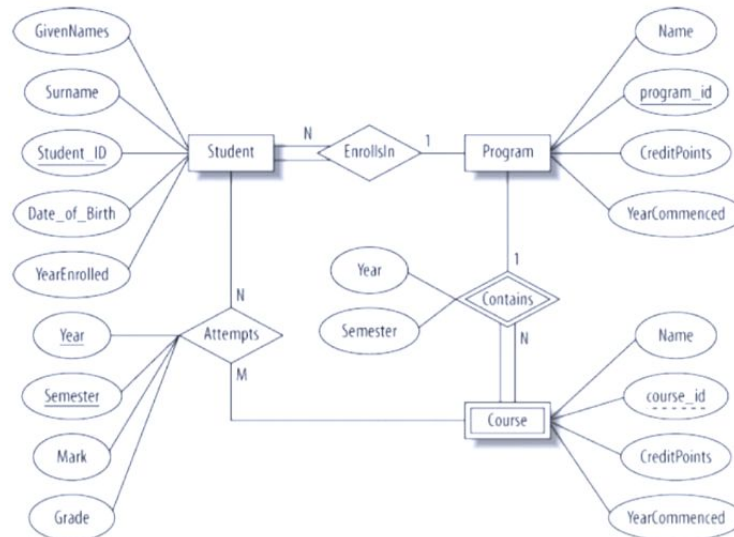 GivenNames
Surname
Student_ID
Date_of_Birth
YearEnrolled
Student
N
EnrollsIn
1
Program
Name
program_id
CreditPoints
YearCommenced
N
Attempts
M
Year
Semester
Mark
Grade
1
Contains
N
Year
Semester
Course
Name
course_id
CreditPoints
YearCommenced